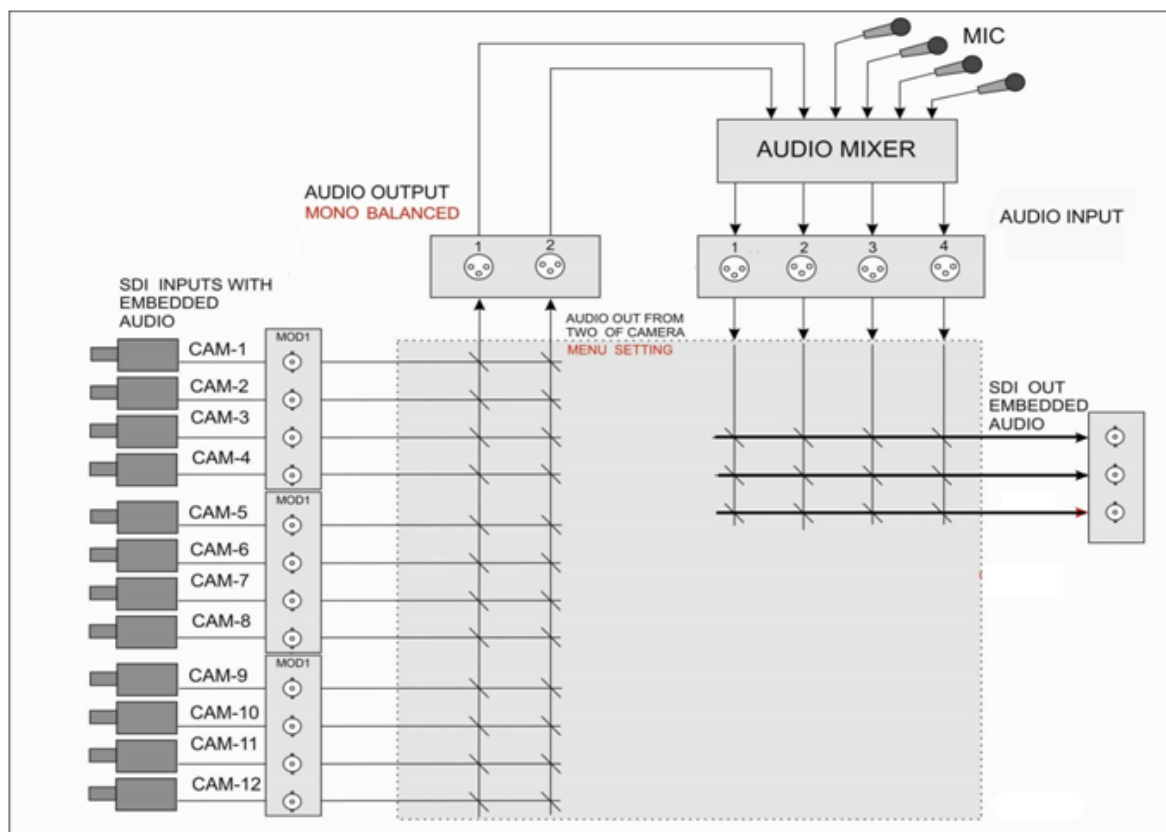 MIC
AUDIO MIXER
AUDIO OUTPUT
MONO BALANCED
AUDIO INPUT
1
2
1
2
3
4
SDI INPUTS WITH
EMBEDDED
AUDIO
AUDIO OUT FROM
TWO OF CAMERA
MENU SETTING
MOD1
CAM-1
CAM-2
CAM-3
CAM-4
SDI OUT
EMBEDDED
AUDIO
MOD1
CAM-5
CAM-6
CAM-7
CAM-8
MOD1
CAM-9
CAM-10
CAM-11
CAM-12